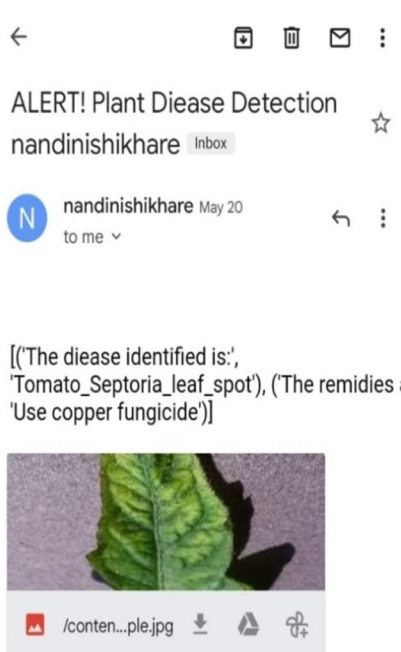 ALERT! Plant Diease Detection
nandinishikhare Inbox
N
nandinishikhare May 20
to me
[('The diease identified is:',
'Tomato_Septoria_leaf_spot'), ('The remidies
'Use copper fungicide')]
/conten...ple.jpg